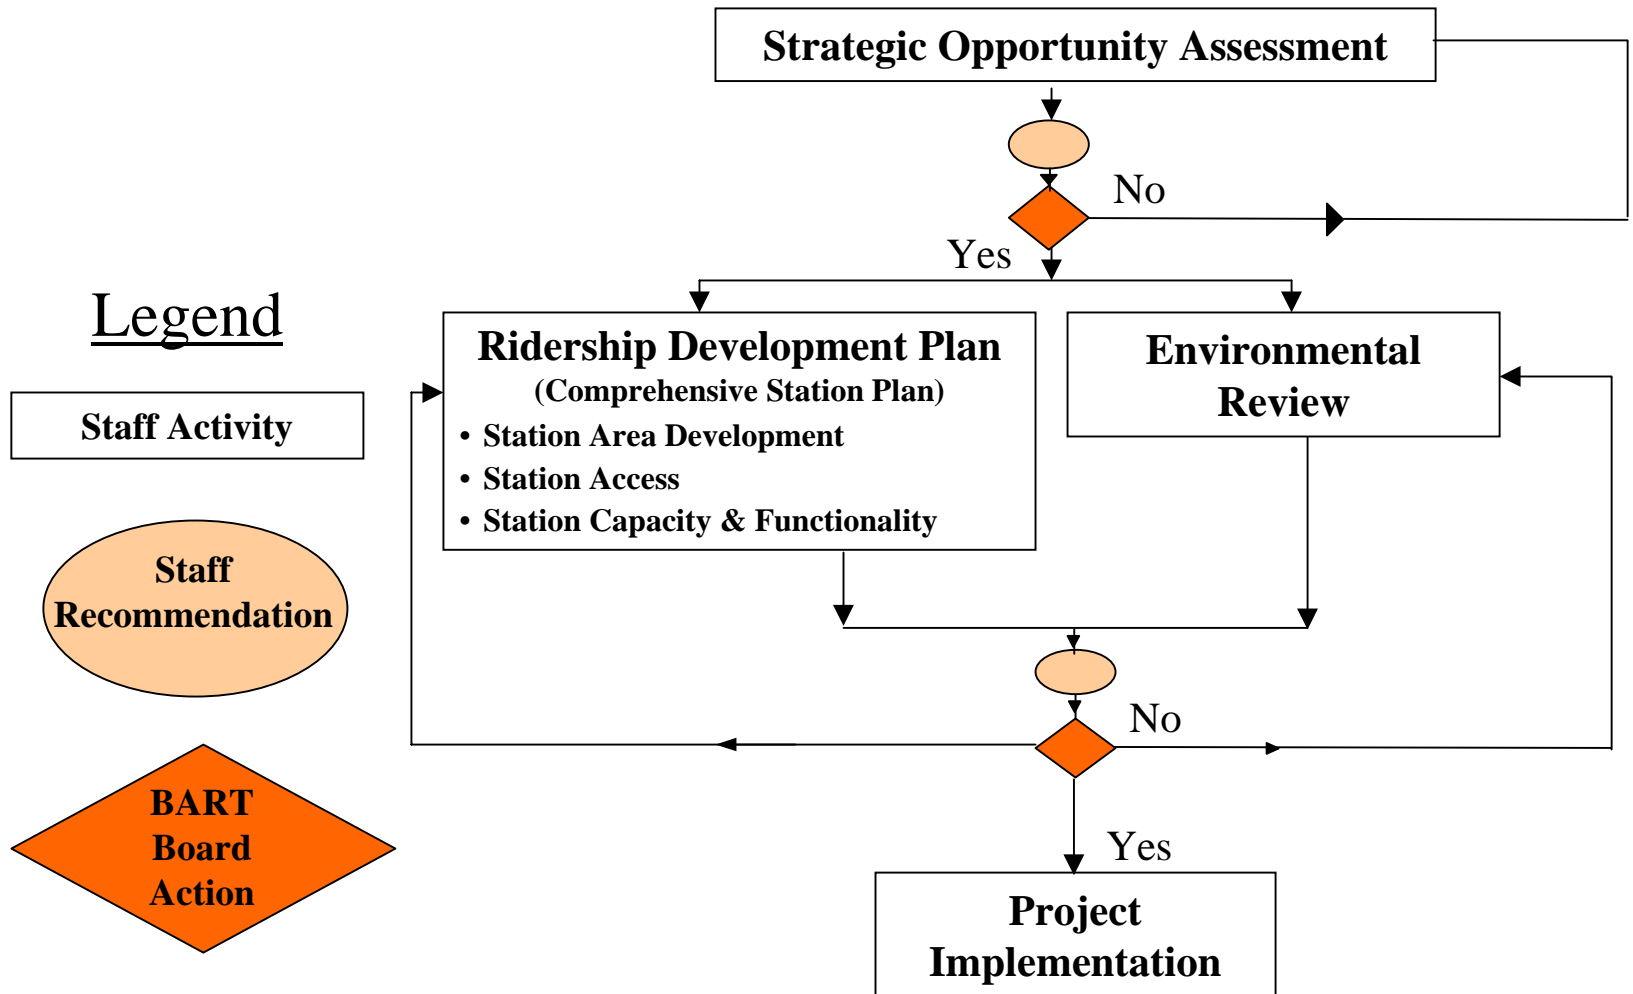 Strategic Opportunity Assessment
No
Yes
Legend
Staff Activity
Staff
Recommendation
BART
Board
Action
Ridership Development Plan
(Comprehensive Station Plan)
• Station Area Development
• Station Access
• Station Capacity & Functionality
Environmental
Review
No
Yes
Project
Implementation